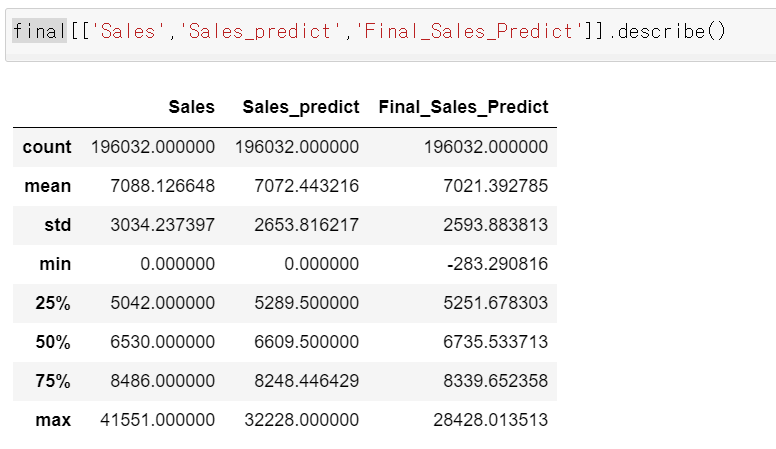 final[['Sales','Sales_predict','Final_Sales_Predict']].describe()
Sales Sales_predict Final_Sales_Predict
count 196032.000000 196032.000000 196032.000000
mean 7088.126648 7072.443216 7021.392785
std 3034.237397 2653.816217 2593.883813
min 0.000000 0.000000 -283.290816
25% 5042.000000 5289.500000 5251.678303
50% 6530.000000 6609.500000 6735.533713
75% 8486.000000 8248.446429 8339.652358
max 41551.000000 32228.000000 28428.013513